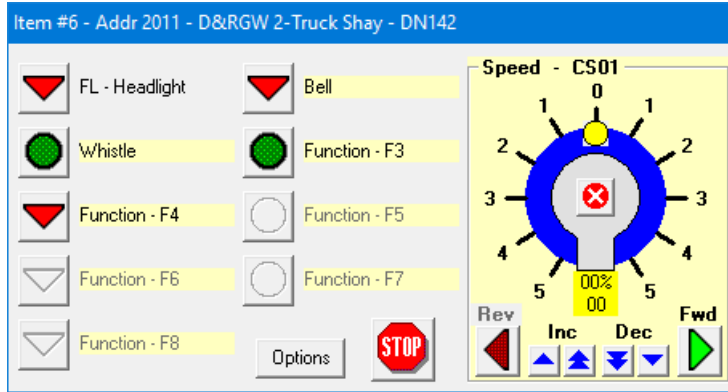 Item #6 - Addr 2011 - D&RGW 2-Truck Shay - DN142
FL - Headlight
Bell
Whistle
Function - F3
Function - F4
Function - F5
Function - F6
Function - F7
Function - F8
Options
STOP
Speed - CS01
0
1 1
2 2
3 3
4 4
5 5
00%
00
Rev Fwd
Inc Dec